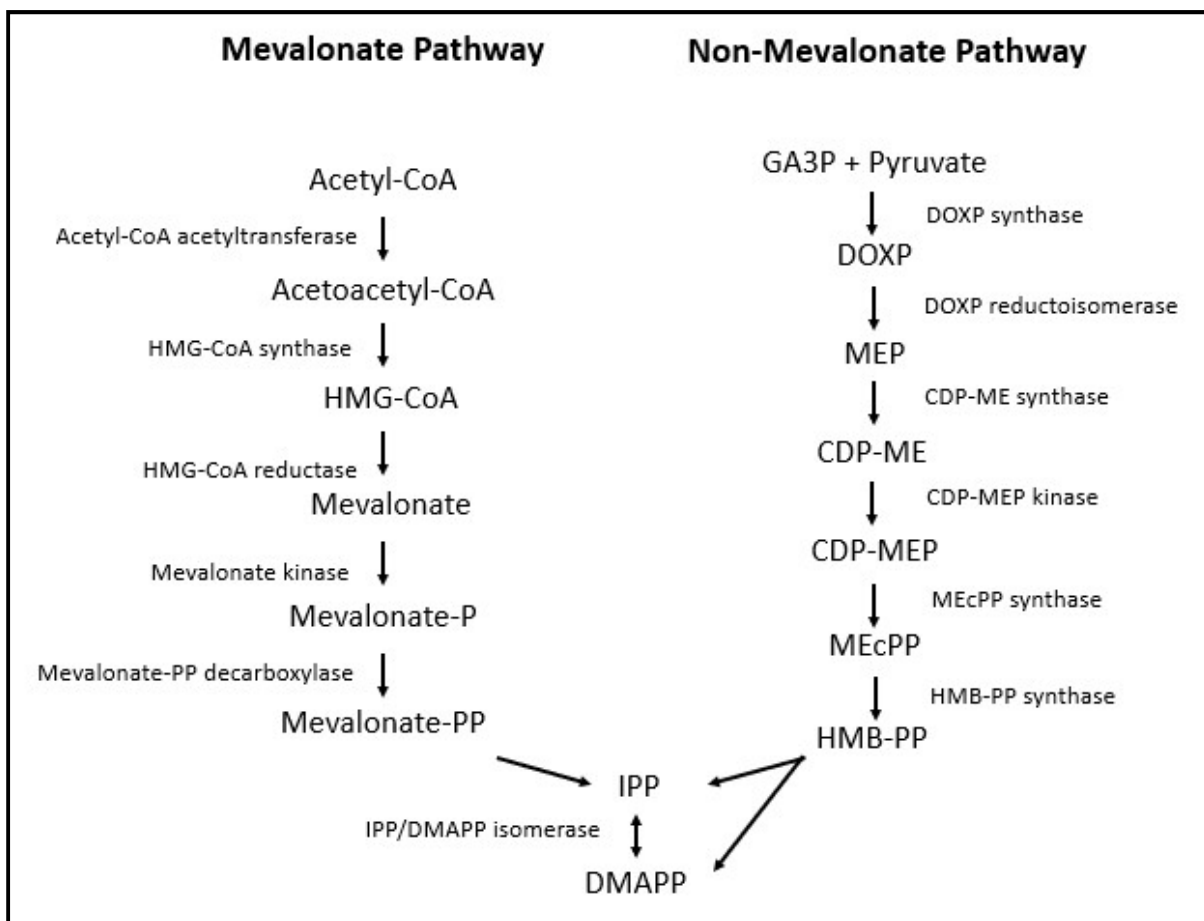 Mevalonate Pathway
Acetyl-CoA
Acetyl-CoA acetyltransferase
Acetoacetyl-CoA
HMG-CoA synthase
HMG-CoA
HMG-CoA reductase
Mevalonate
Mevalonate kinase
Mevalonate-P
Mevalonate-PP decarboxylase
Mevalonate-PP
Non-Mevalonate Pathway
GA3P + Pyruvate
DOXP synthase
DOXP
DOXP reductoisomerase
MEP
CDP-ME synthase
CDP-ME
CDP-MEP kinase
CDP-MEP
MEcPP synthase
MEcPP
HMB-PP synthase
HMB-PP
IPP
IPP/DMAPP isomerase
DMAPP